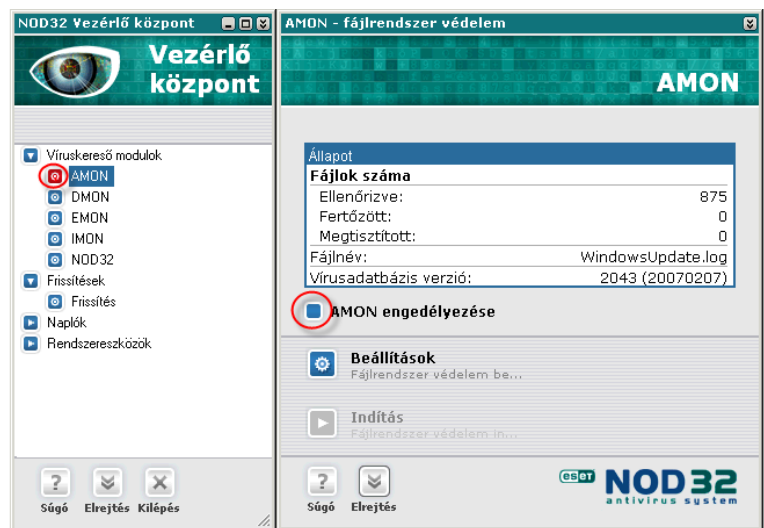 NOD32 Vezérlő központ
Vezérlő
központ
Víruskereső modulok
AMON
DMON
EMON
IMON
NOD32
Frissítések
Frissítés
Naplók
Rendszereszközök
Súgó Elrejtés Kilépés
AMON - fájlrendszer védelem
AMON
Állapot
Fájlok száma
Ellenőrizve: 875
Fertőzött: 0
Megtisztított: 0
Fájlnév: WindowsUpdate.log
Vírusadatbázis verzió: 2043 (20070207)
AMON engedélyezése
Beállítások
Fájlrendszer védelem be...
Indítás
Fájlrendszer védelem in...
Súgó Elrejtés
eset NOD32
antivirus system